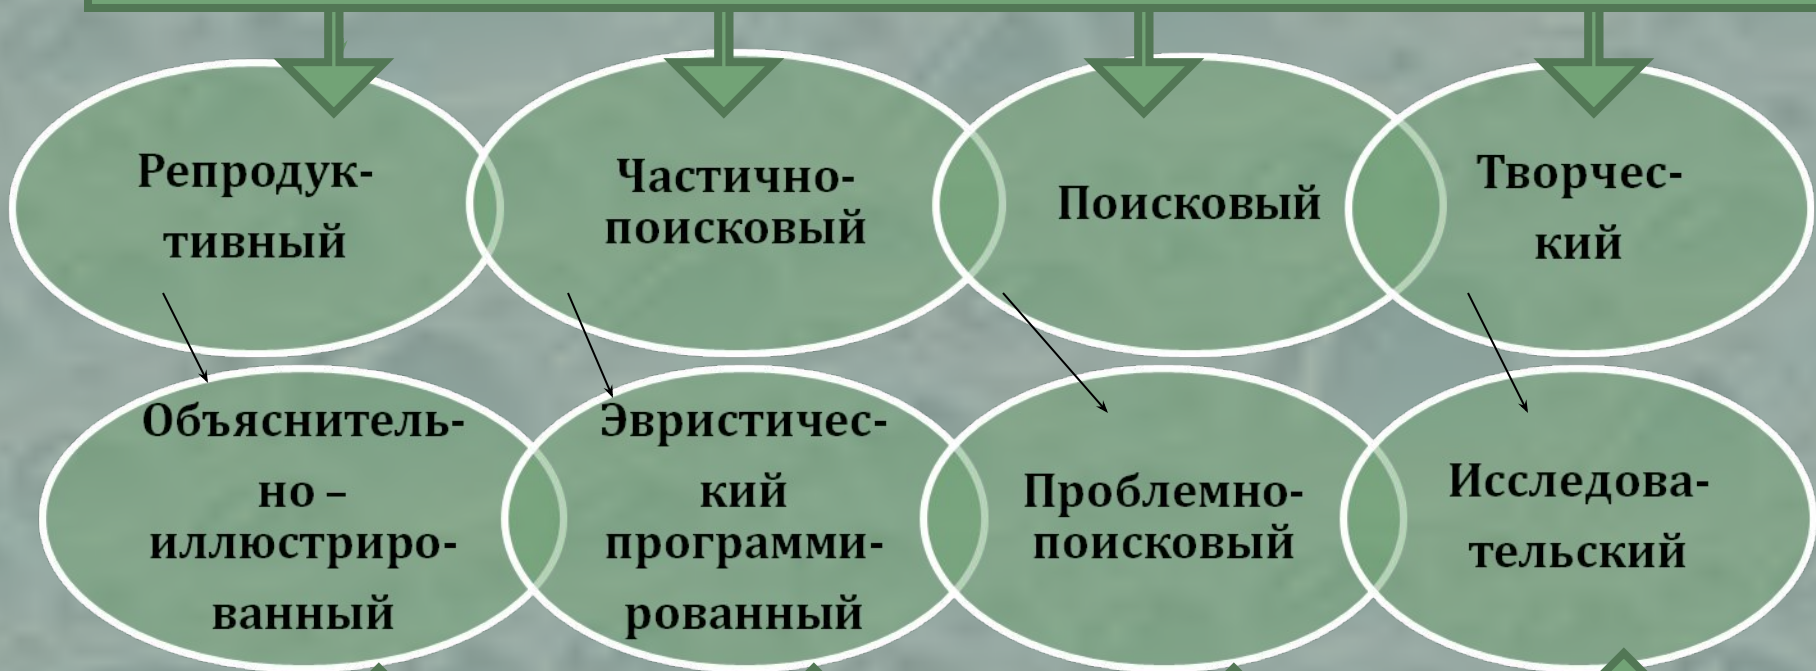 Репродук-
тивный
Частично-
поисковый
Поисковый
Творчес-
кий
Объяснитель-
но –
иллюстриро-
ванный
Эвристичес-
кий
программи-
рованный
Проблемно-
поисковый
Исследова-
тельский